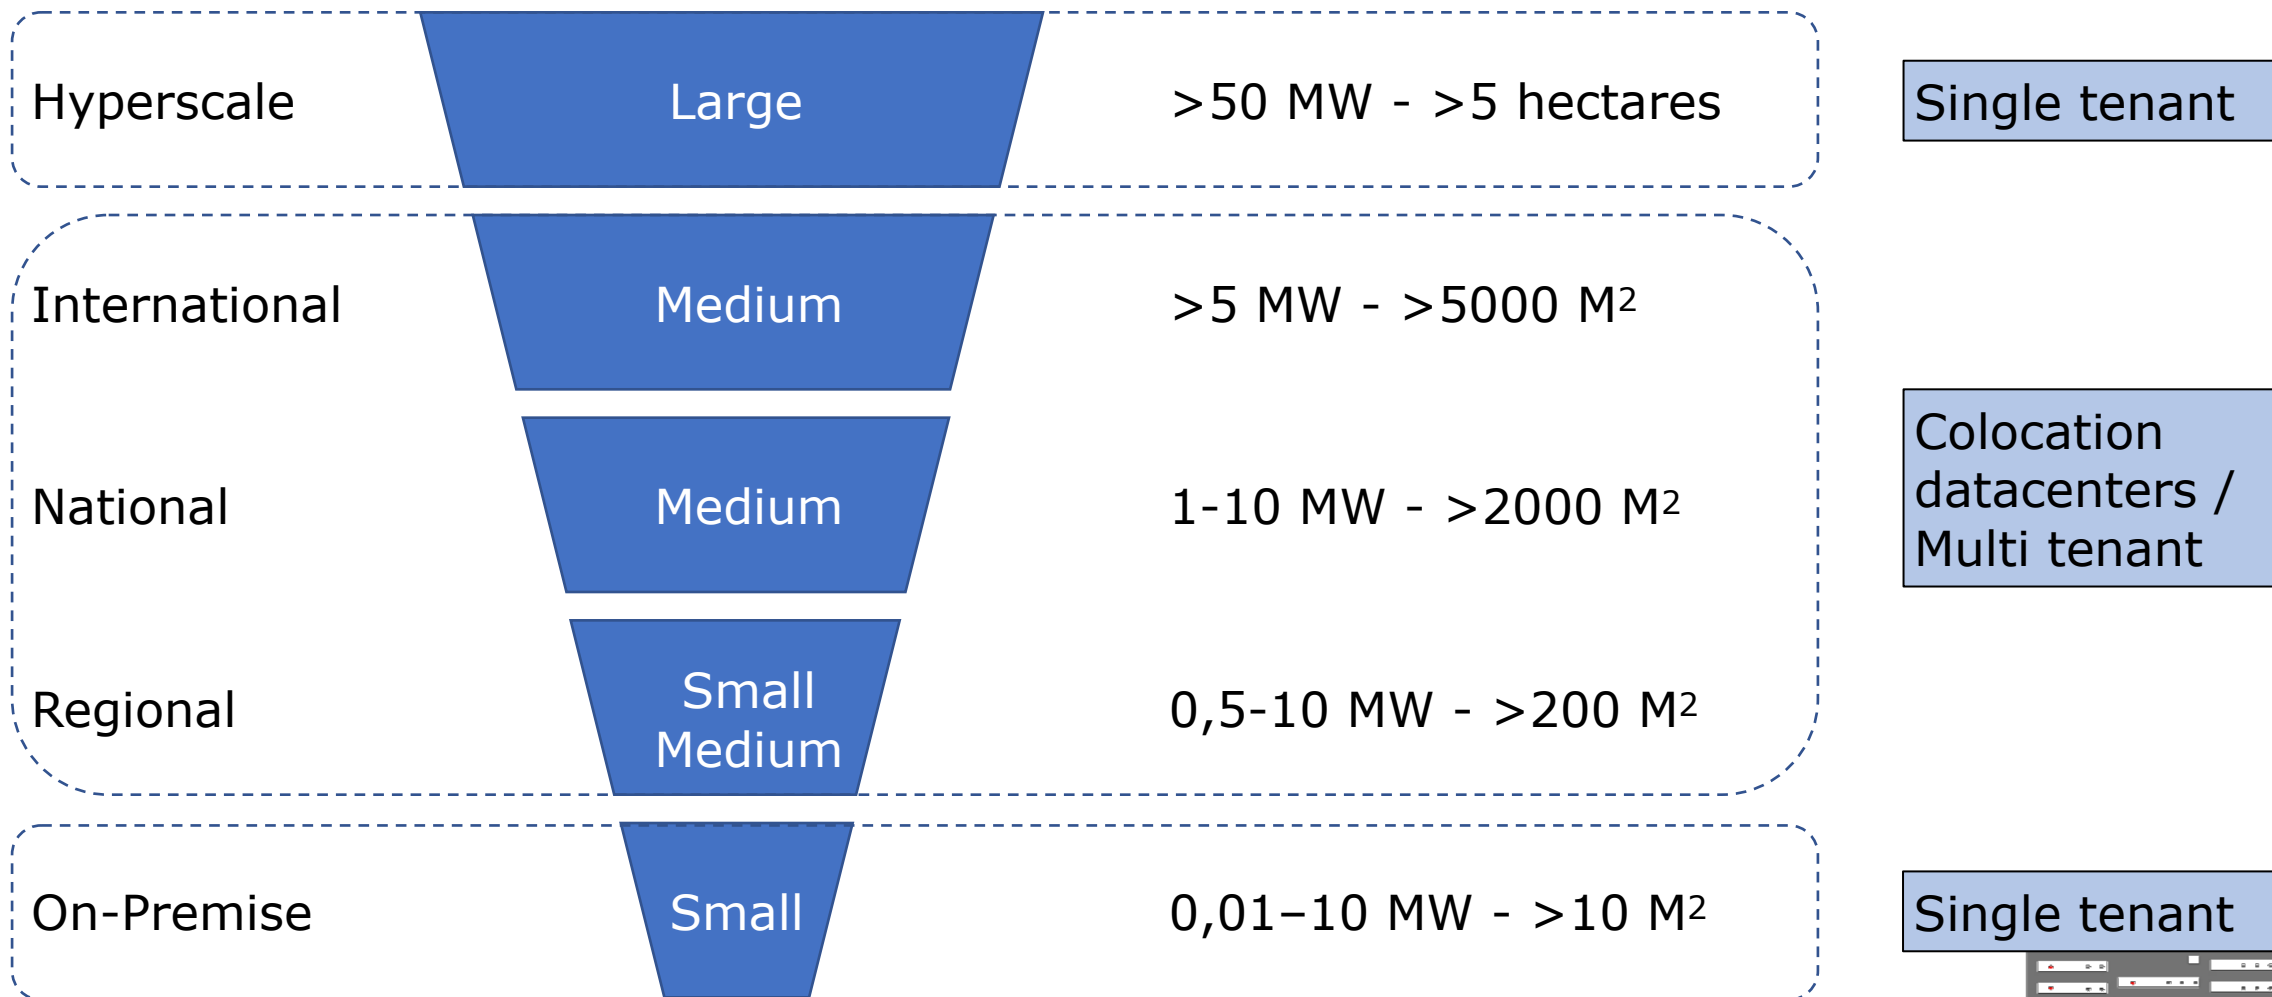 Hyperscale
Large
>50 MW - >5 hectares
Single tenant
International
Medium
>5 MW - >5000 M²
National
Medium
1-10 MW - >2000 M²
Colocation
datacenters /
Multi tenant
Regional
Small
Medium
0,5-10 MW - >200 M²
On-Premise
Small
0,01–10 MW - >10 M²
Single tenant